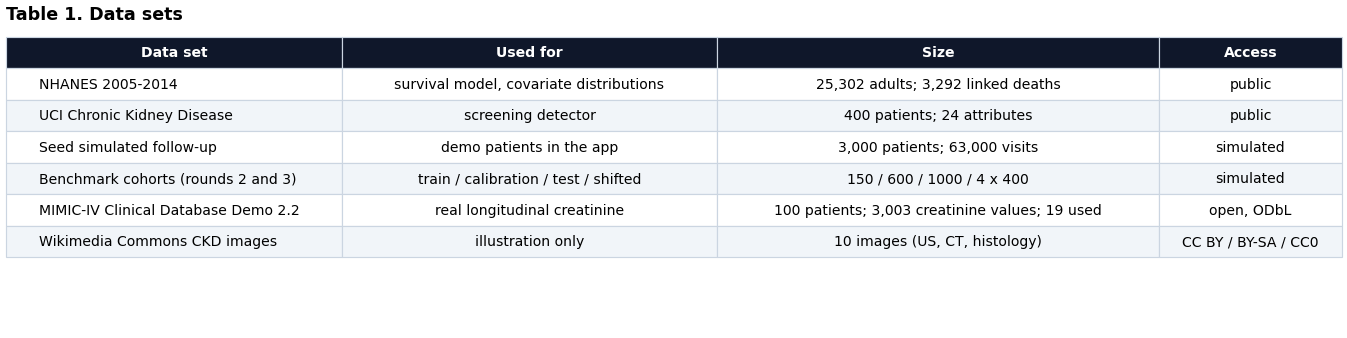 Table 1. Data sets
Data set Used for Size Access
NHANES 2005-2014 survival model, covariate distributions 25,302 adults; 3,292 linked deaths public
UCI Chronic Kidney Disease screening detector 400 patients; 24 attributes public
Seed simulated follow-up demo patients in the app 3,000 patients; 63,000 visits simulated
Benchmark cohorts (rounds 2 and 3) train / calibration / test / shifted 150 / 600 / 1000 / 4 x 400 simulated
MIMIC-IV Clinical Database Demo 2.2 real longitudinal creatinine 100 patients; 3,003 creatinine values; 19 used open, ODbL
Wikimedia Commons CKD images illustration only 10 images (US, CT, histology) CC BY / BY-SA / CC0